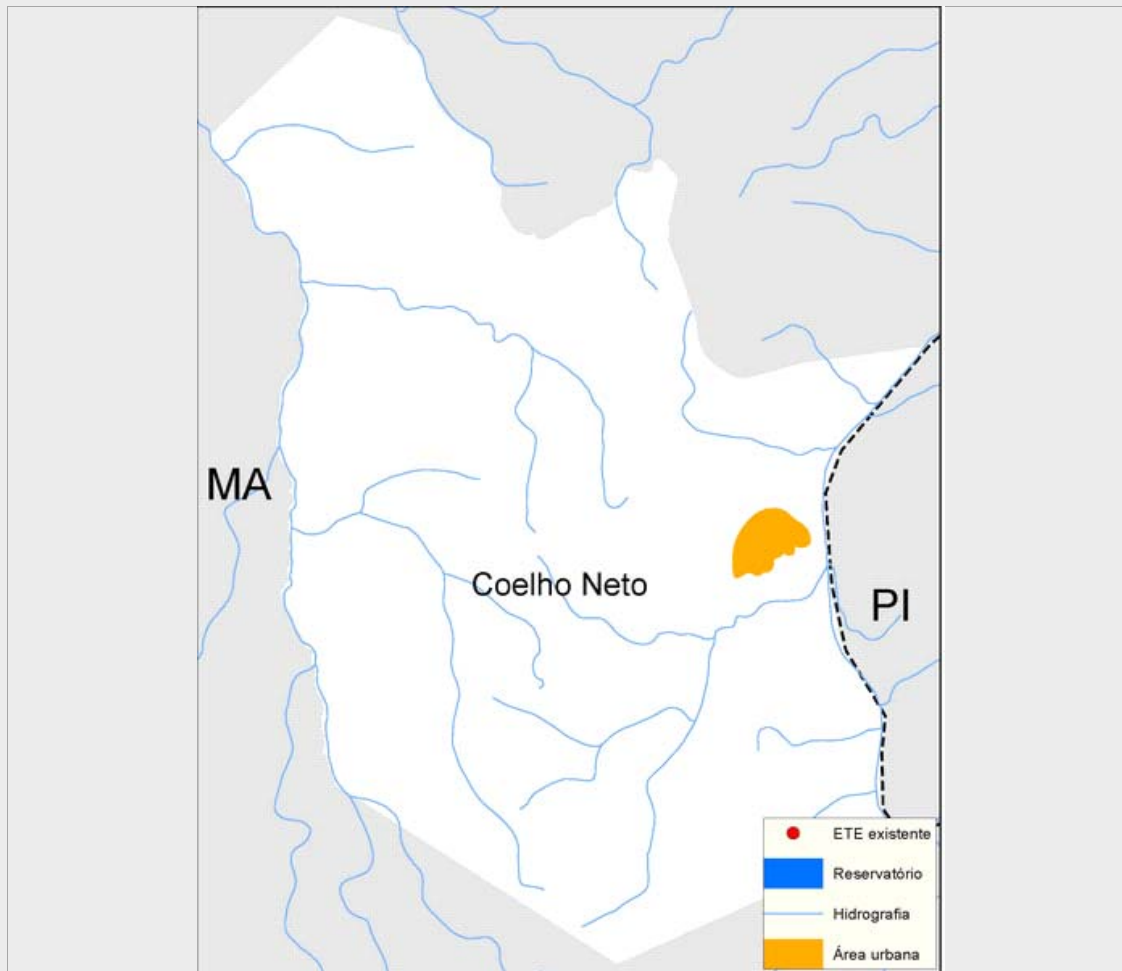 MA
Coelho Neto
PI
ETE existente
Reservatório
Hidrografia
Área urbana